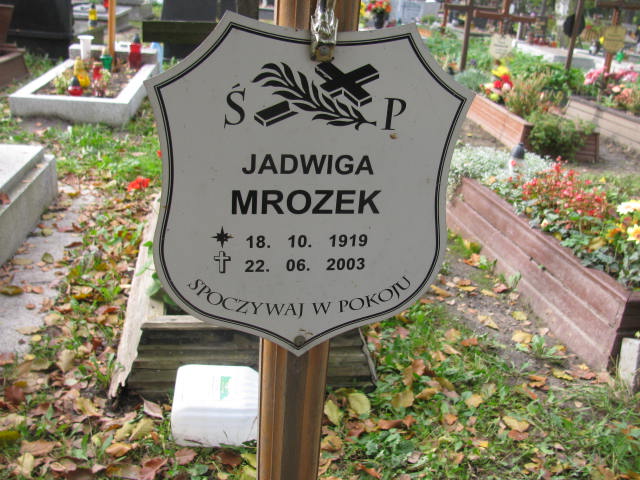 Ś P
JADWIGA
MROZEK
18. 10. 1919
22. 06. 2003
SPOCZYWAJ W POKOJU